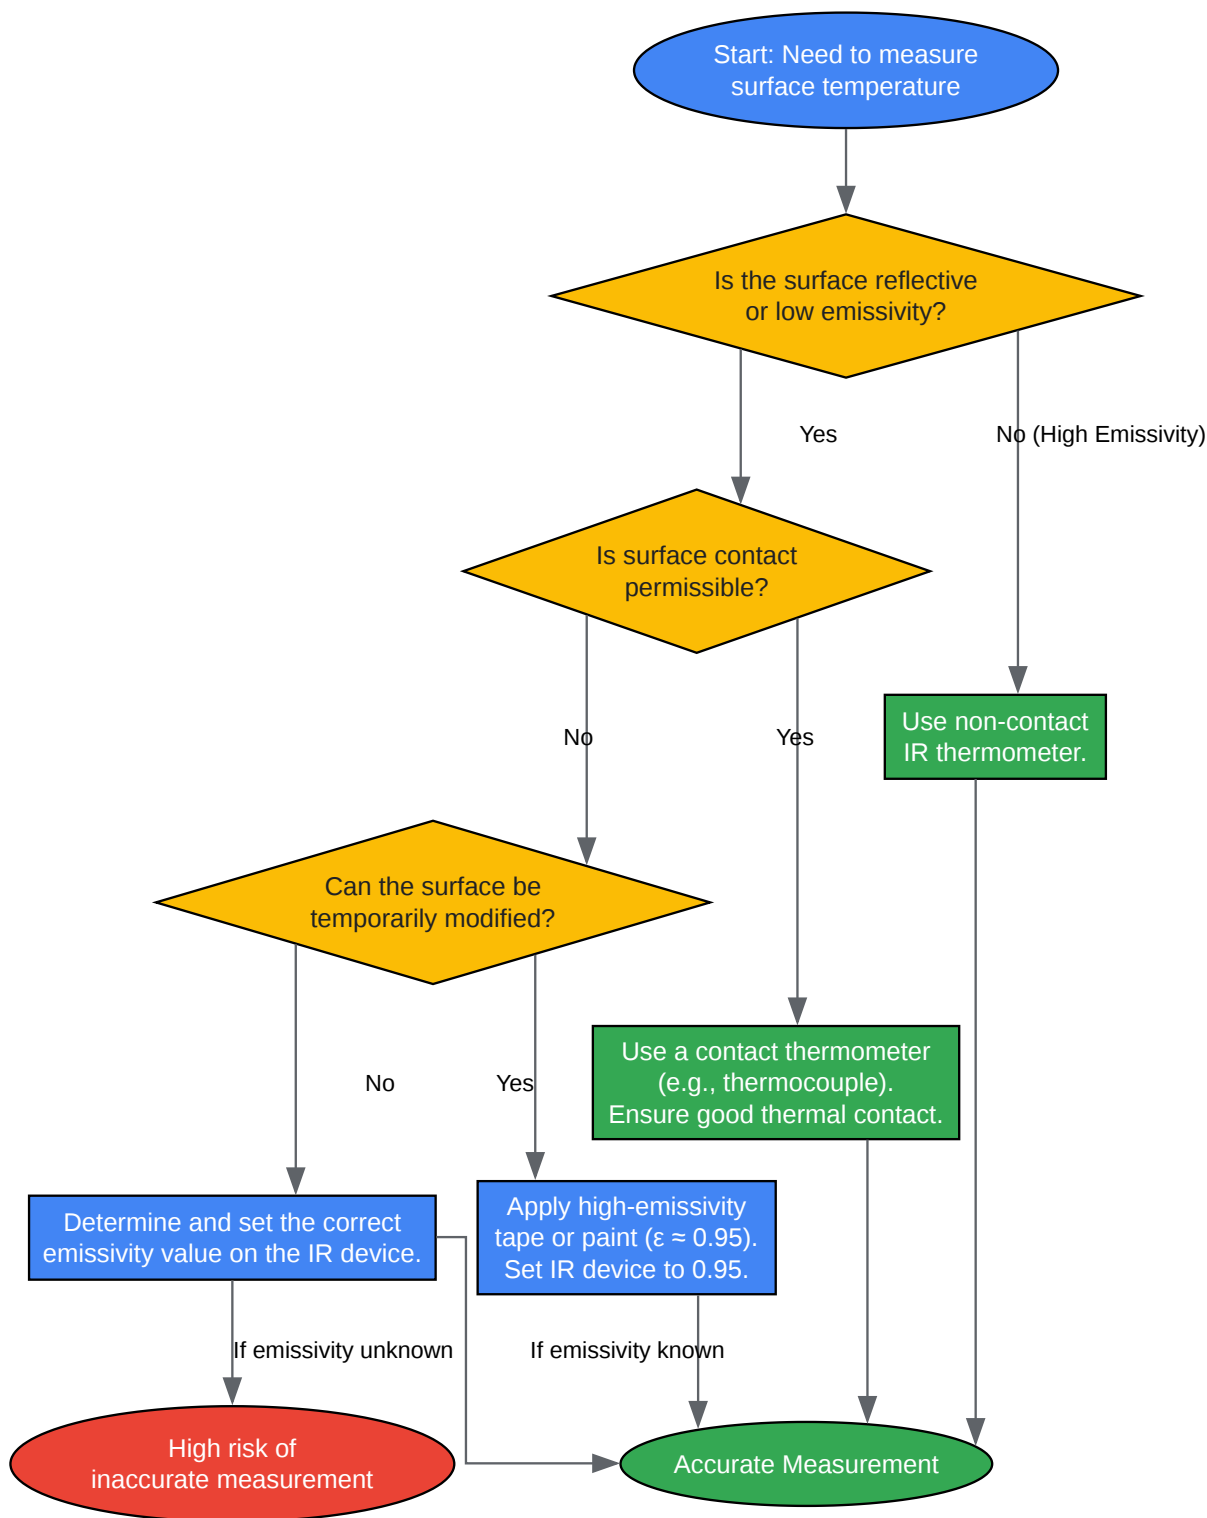 Start: Need to measure
surface temperature
Is the surface reflective
or low emissivity?
Yes
No (High Emissivity)
Is surface contact
permissible?
No
Yes
Use non-contact
IR thermometer.
Can the surface be
temporarily modified?
No
Yes
Use a contact thermometer
(e.g., thermocouple).
Ensure good thermal contact.
Determine and set the correct
emissivity value on the IR device.
Apply high-emissivity
tape or paint (ε ≈ 0.95).
Set IR device to 0.95.
If emissivity unknown
If emissivity known
High risk of
inaccurate measurement
Accurate Measurement